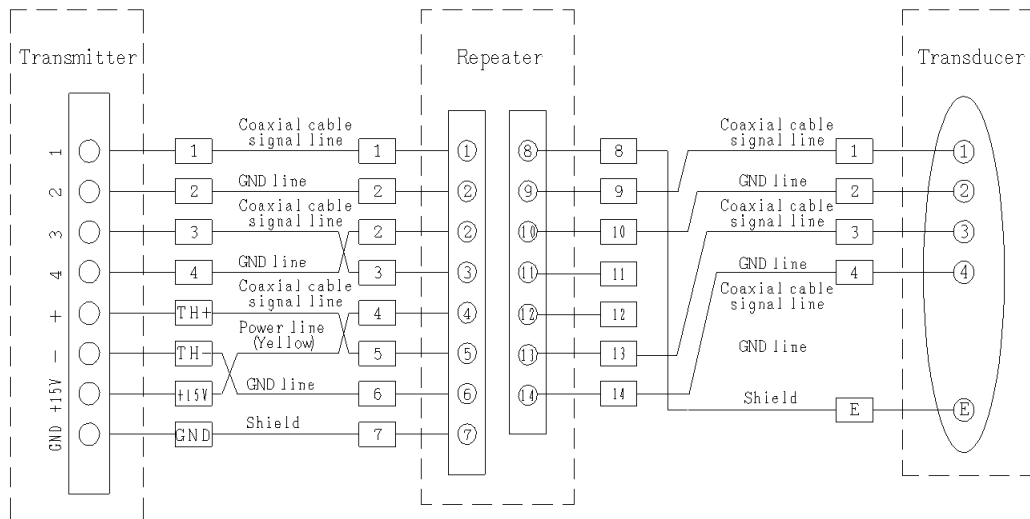 Transmitter
Repeater
Transducer
Coaxial cable
signal line
Coaxial cable
signal line
1 1 1 ① ⑧ 8 1 ①
GND line
GND line
2 2 2 ② ⑨ 9 2 ②
Coaxial cable
signal line
Coaxial cable
signal line
3 3 2 ② ⑩ 10 3 ③
GND line
GND line
4 4 3 ③ ⑪ 11 4 ④
Coaxial cable
signal line
Coaxial cable
signal line
+ TH+ 4 ④ ⑫ 12
Power line
(Yellow)
GND line
- TH- 5 ⑤ ⑬ 13
GND line
+15V +15V 6 ⑥ ⑭ 14
Shield
Shield
GND GND 7 ⑦ E Ⓔ